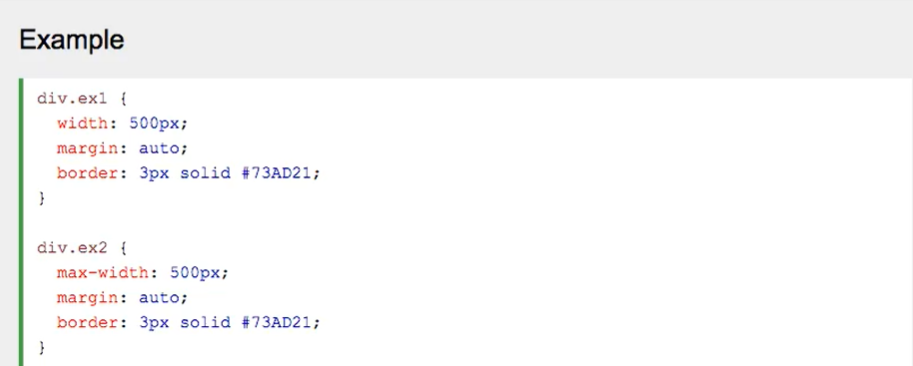 Example
div.ex1 {
  width: 500px;
  margin: auto;
  border: 3px solid #73AD21;
}
div.ex2 {
  max-width: 500px;
  margin: auto;
  border: 3px solid #73AD21;
}